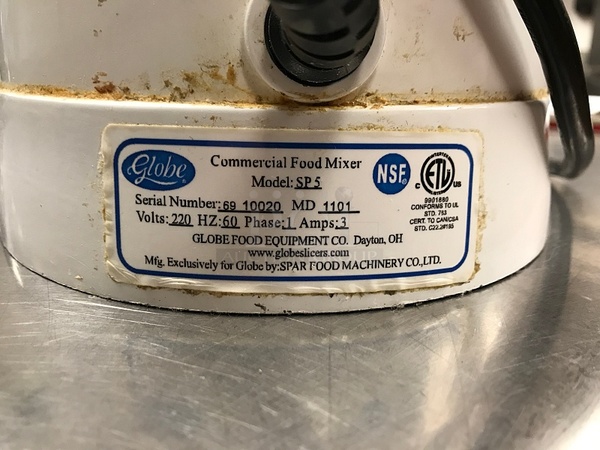 Globe
Commercial Food Mixer
Model: SP5
Serial Number: 69 10020 MD 1101
Volts: 220 HZ: 60 Phase: 1 Amps: 3
GLOBE FOOD EQUIPMENT CO. Dayton, OH
www.globeslicers.com
Mfg. Exclusively for Globe by: SPAR FOOD MACHINERY CO., LTD.
NSF
C ETL US
9901680
CONFORMS TO UL
STD. 763
CERT. TO CAN/CSA